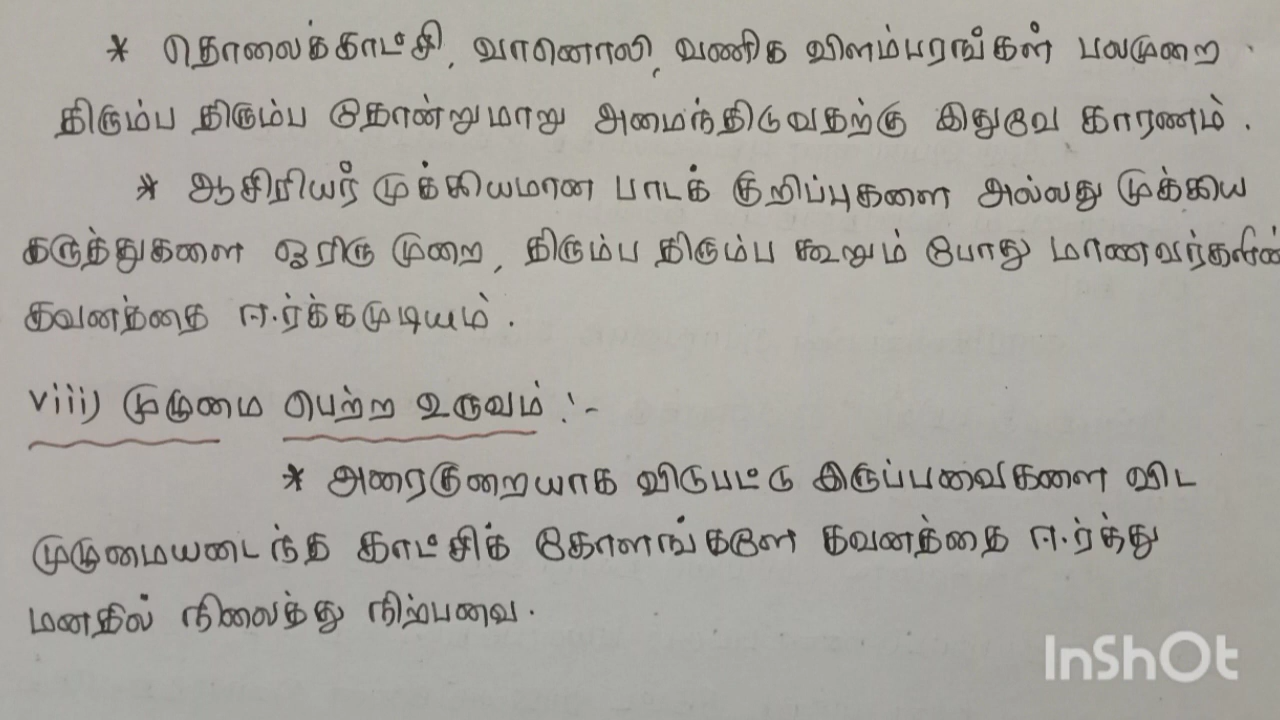 * தொலைக்காட்சி, வானொலி, வணிக விளம்பரங்கள் பலமுறை
திரும்ப திரும்ப தோன்றுமாறு அமைந்திடுவதற்கு இதுவே காரணம்.
* ஆசிரியர் முக்கியமான பாடக் குறிப்புகளை அல்லது முக்கிய
கருத்துகளை ஓரிரு முறை, திரும்ப திரும்ப கூறும் போது மாணவர்களின்
கவனத்தை ஈர்க்கமுடியும்.
viii) முழுமை பெற்ற உருவம் :-
* அரைகுறையாக விடுபட்டு இருப்பவைகளை விட
முழுமையடைந்த காட்சிக் கோளங்களே கவனத்தை ஈர்த்து
மனதில் நிலைத்து நிற்பவை.
InShOt